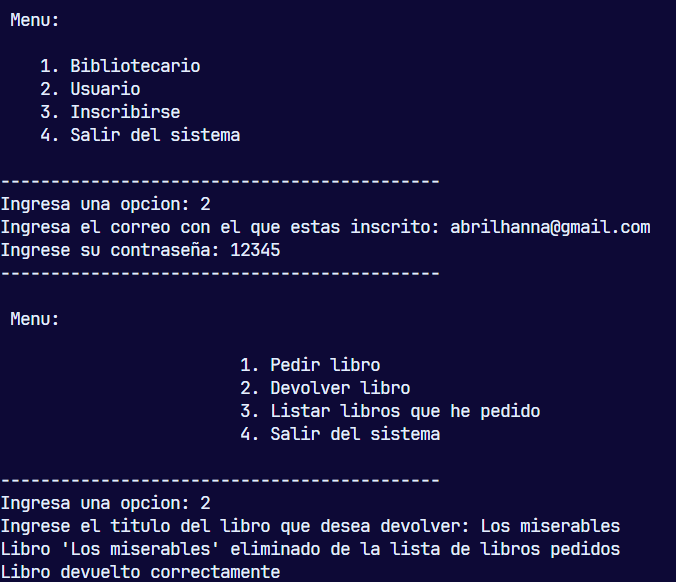 Menu:
1. Bibliotecario
2. Usuario
3. Inscribirse
4. Salir del sistema
--------------------------------------------
Ingresa una opcion: 2
Ingresa el correo con el que estas inscrito: abrilhanna@gmail.com
Ingrese su contraseña: 12345
--------------------------------------------
Menu:
1. Pedir libro
2. Devolver libro
3. Listar libros que he pedido
4. Salir del sistema
--------------------------------------------
Ingresa una opcion: 2
Ingrese el titulo del libro que desea devolver: Los miserables
Libro 'Los miserables' eliminado de la lista de libros pedidos
Libro devuelto correctamente